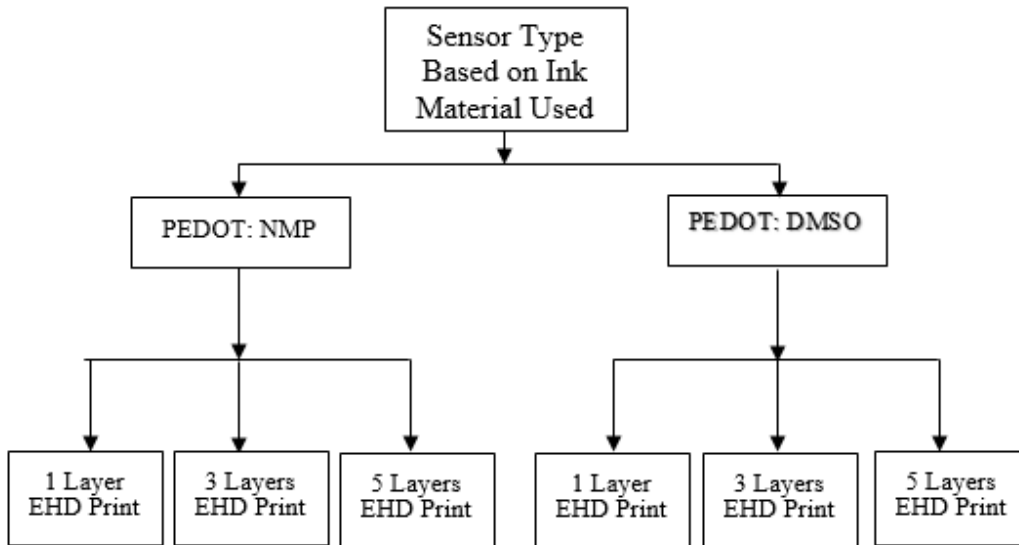 Sensor Type
Based on Ink
Material Used
PEDOT: NMP
PEDOT: DMSO
1 Layer
EHD Print
3 Layers
EHD Print
5 Layers
EHD Print
1 Layer
EHD Print
3 Layers
EHD Print
5 Layers
EHD Print